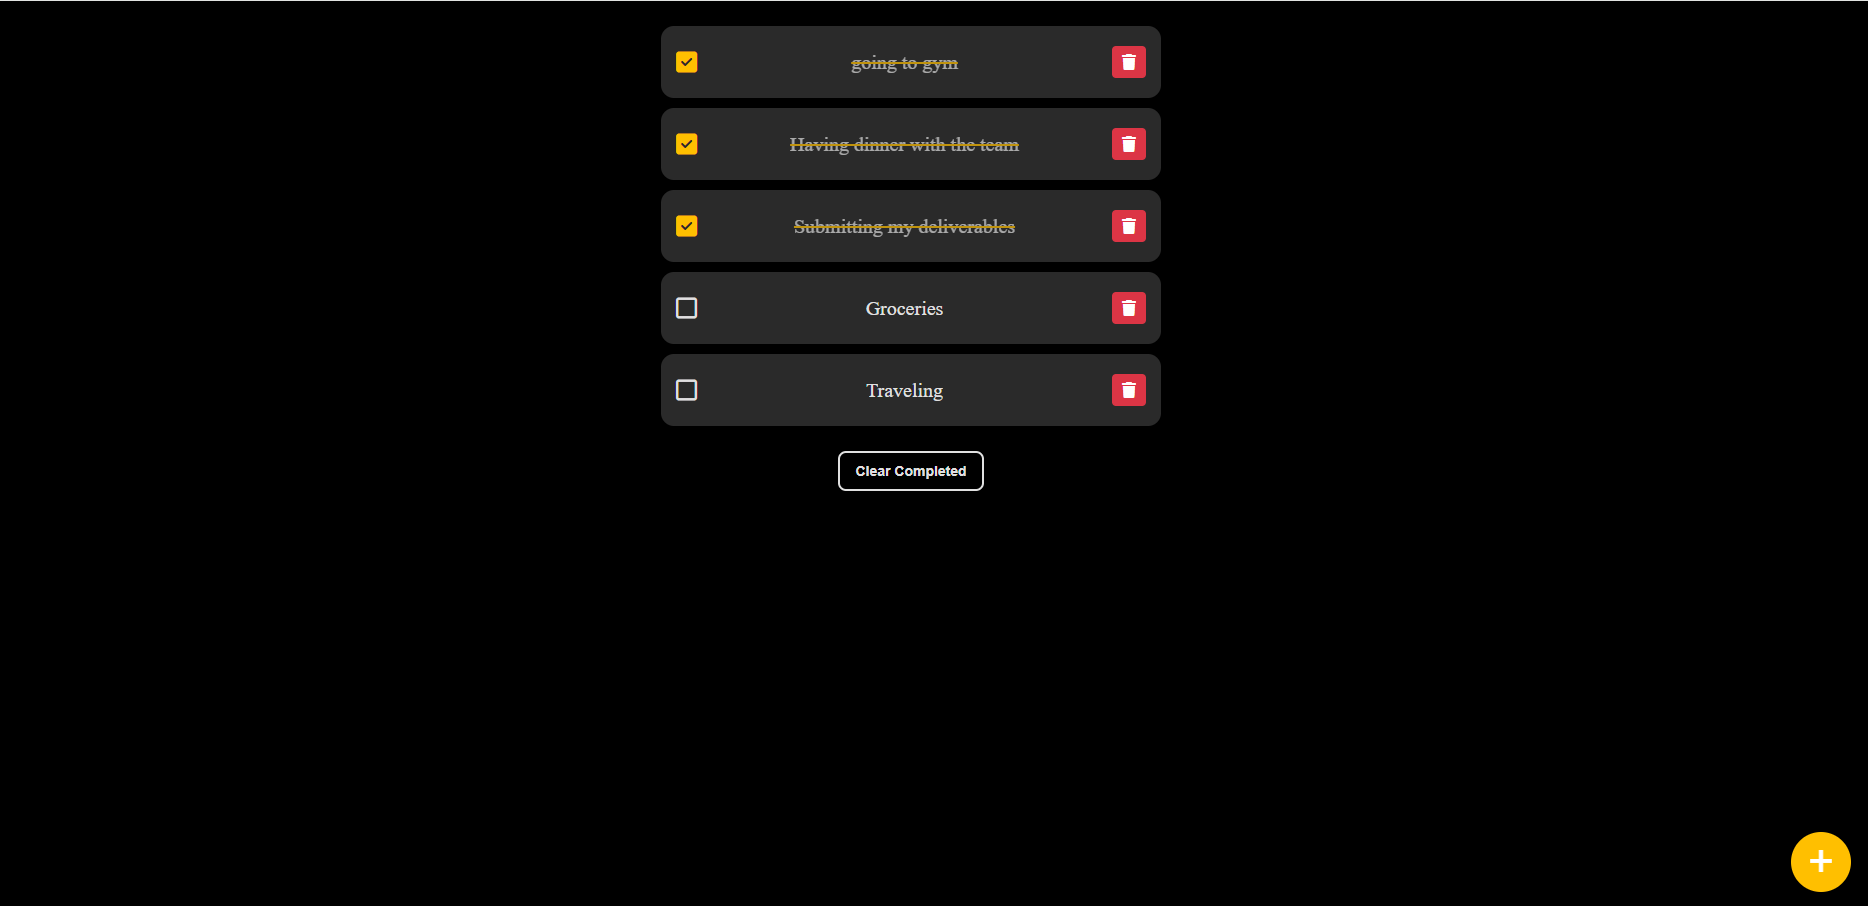 going to gym
Having dinner with the team
Submitting my deliverables
Groceries
Traveling
Clear Completed